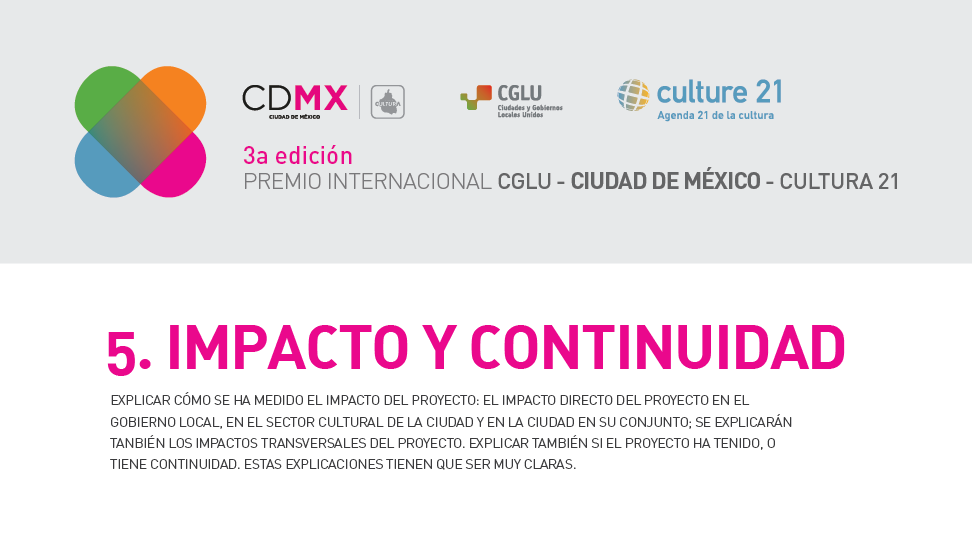 CDMX
CIUDAD DE MÉXICO
CULTURA
CGLU
Ciudades y Gobiernos
Locales Unidos
culture 21
Agenda 21 de la cultura
3a edición
PREMIO INTERNACIONAL CGLU - CIUDAD DE MÉXICO - CULTURA 21
5. IMPACTO Y CONTINUIDAD
EXPLICAR CÓMO SE HA MEDIDO EL IMPACTO DEL PROYECTO: EL IMPACTO DIRECTO DEL PROYECTO EN EL
GOBIERNO LOCAL, EN EL SECTOR CULTURAL DE LA CIUDAD Y EN LA CIUDAD EN SU CONJUNTO; SE EXPLICARÁN
TANBIÉN LOS IMPACTOS TRANSVERSALES DEL PROYECTO. EXPLICAR TAMBIÉN SI EL PROYECTO HA TENIDO, O
TIENE CONTINUIDAD. ESTAS EXPLICACIONES TIENEN QUE SER MUY CLARAS.